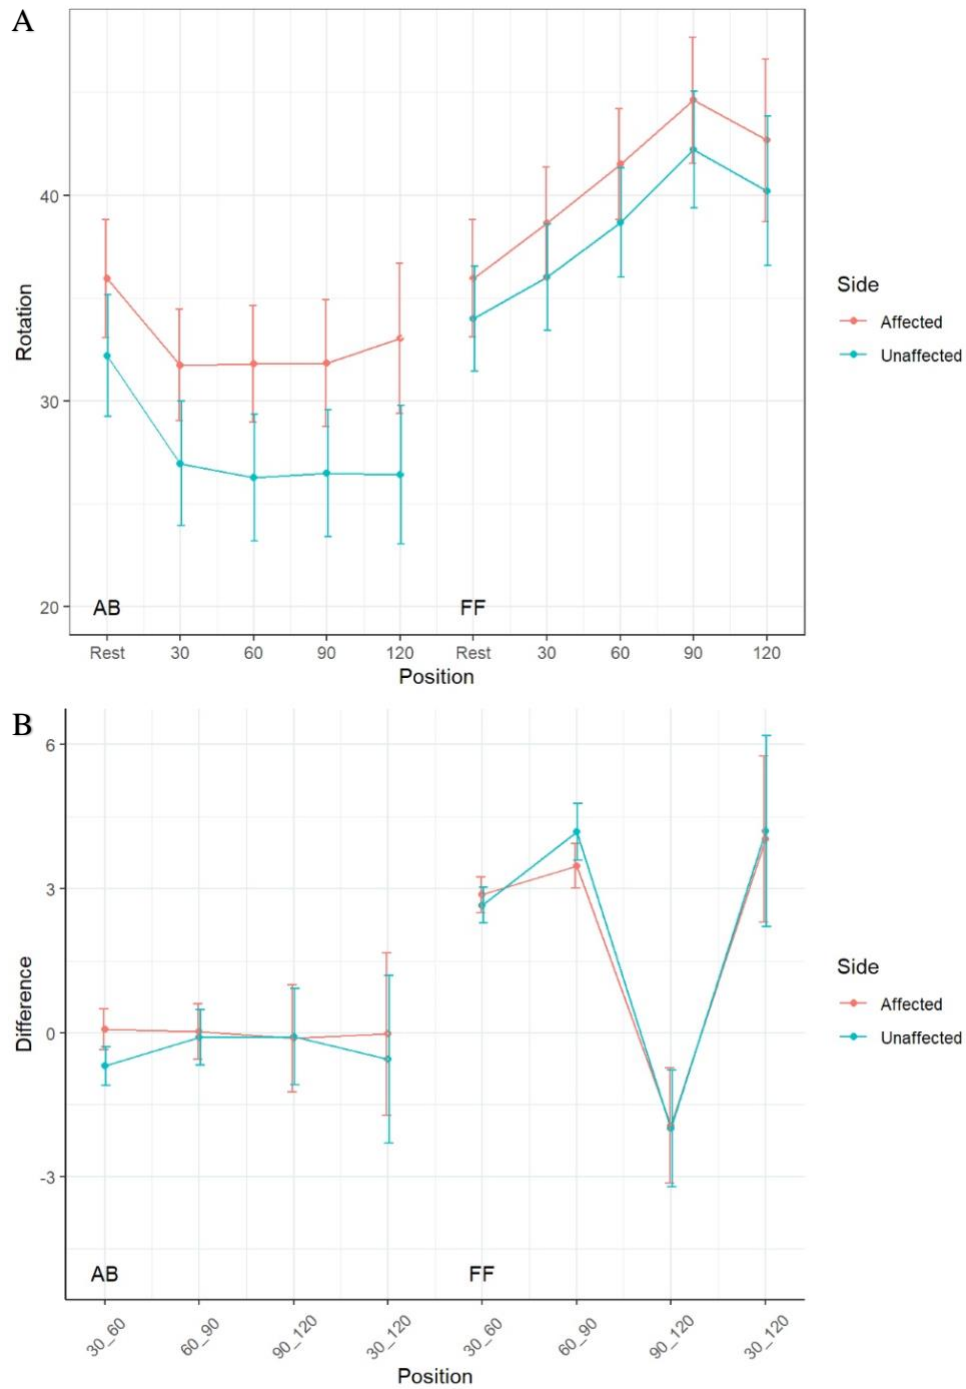 A
40
30
20
Rotation
AB
FF
Rest 30 60 90 120 Rest 30 60 90 120
Position
Side
Affected
Unaffected
B
6
3
0
-3
Difference
AB
FF
30_60 60_90 90_120 30_120 30_60 60_90 90_120 30_120
Position
Side
Affected
Unaffected